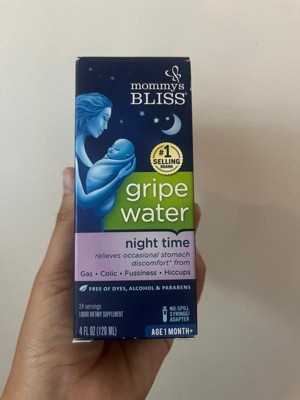 mommy's
BLISS®
#1
SELLING
BRAND
gripe
water
night time
relieves occasional stomach
discomfort* from
Gas • Colic • Fussiness • Hiccups
FREE OF DYES, ALCOHOL & PARABENS
24 servings
LIQUID DIETARY SUPPLEMENT
4 FL OZ (120 ML)
NO-SPILL
SYRINGE/
ADAPTER
AGE 1 MONTH+